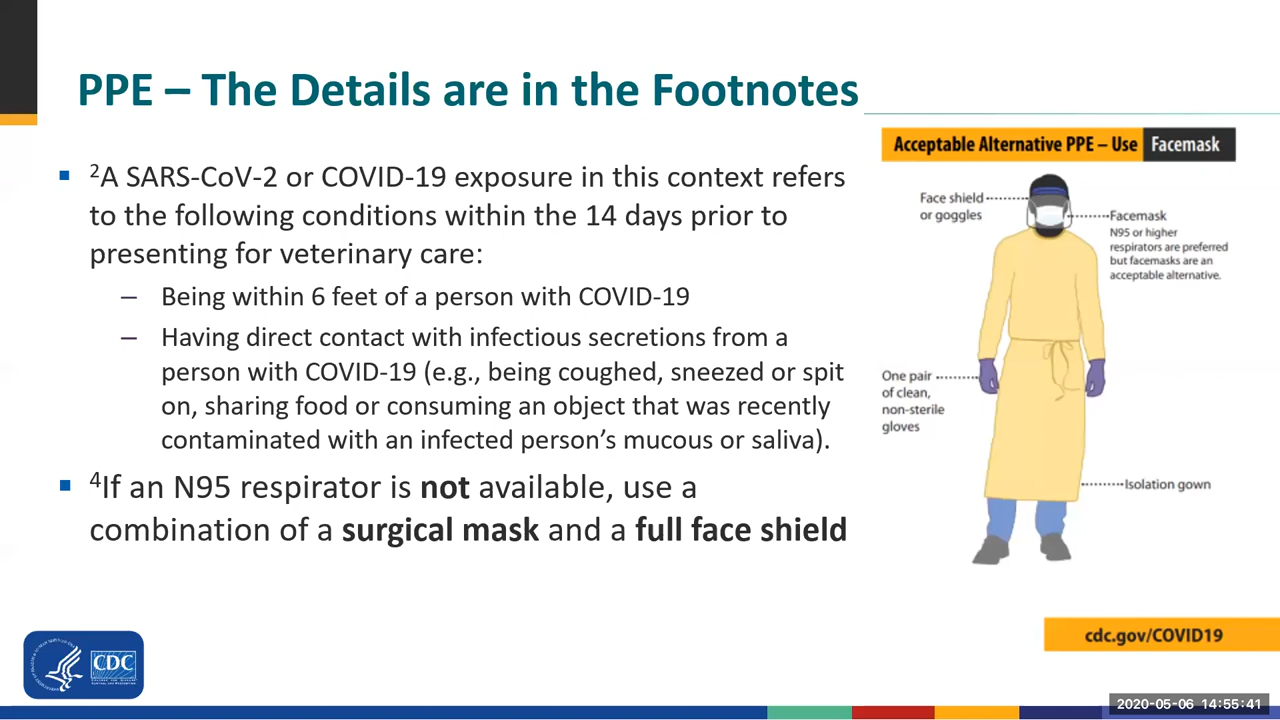 PPE – The Details are in the Footnotes
▪ ²A SARS-CoV-2 or COVID-19 exposure in this context refers
to the following conditions within the 14 days prior to
presenting for veterinary care:
– Being within 6 feet of a person with COVID-19
– Having direct contact with infectious secretions from a
person with COVID-19 (e.g., being coughed, sneezed or spit
on, sharing food or consuming an object that was recently
contaminated with an infected person’s mucous or saliva).
▪ ⁴If an N95 respirator is not available, use a
combination of a surgical mask and a full face shield
Acceptable Alternative PPE – Use Facemask
Face shield
or goggles
Facemask
N95 or higher
respirators are preferred
but facemasks are an
acceptable alternative.
One pair
of clean,
non-sterile
gloves
Isolation gown
cdc.gov/COVID19
CDC
2020-05-06 14:55:41